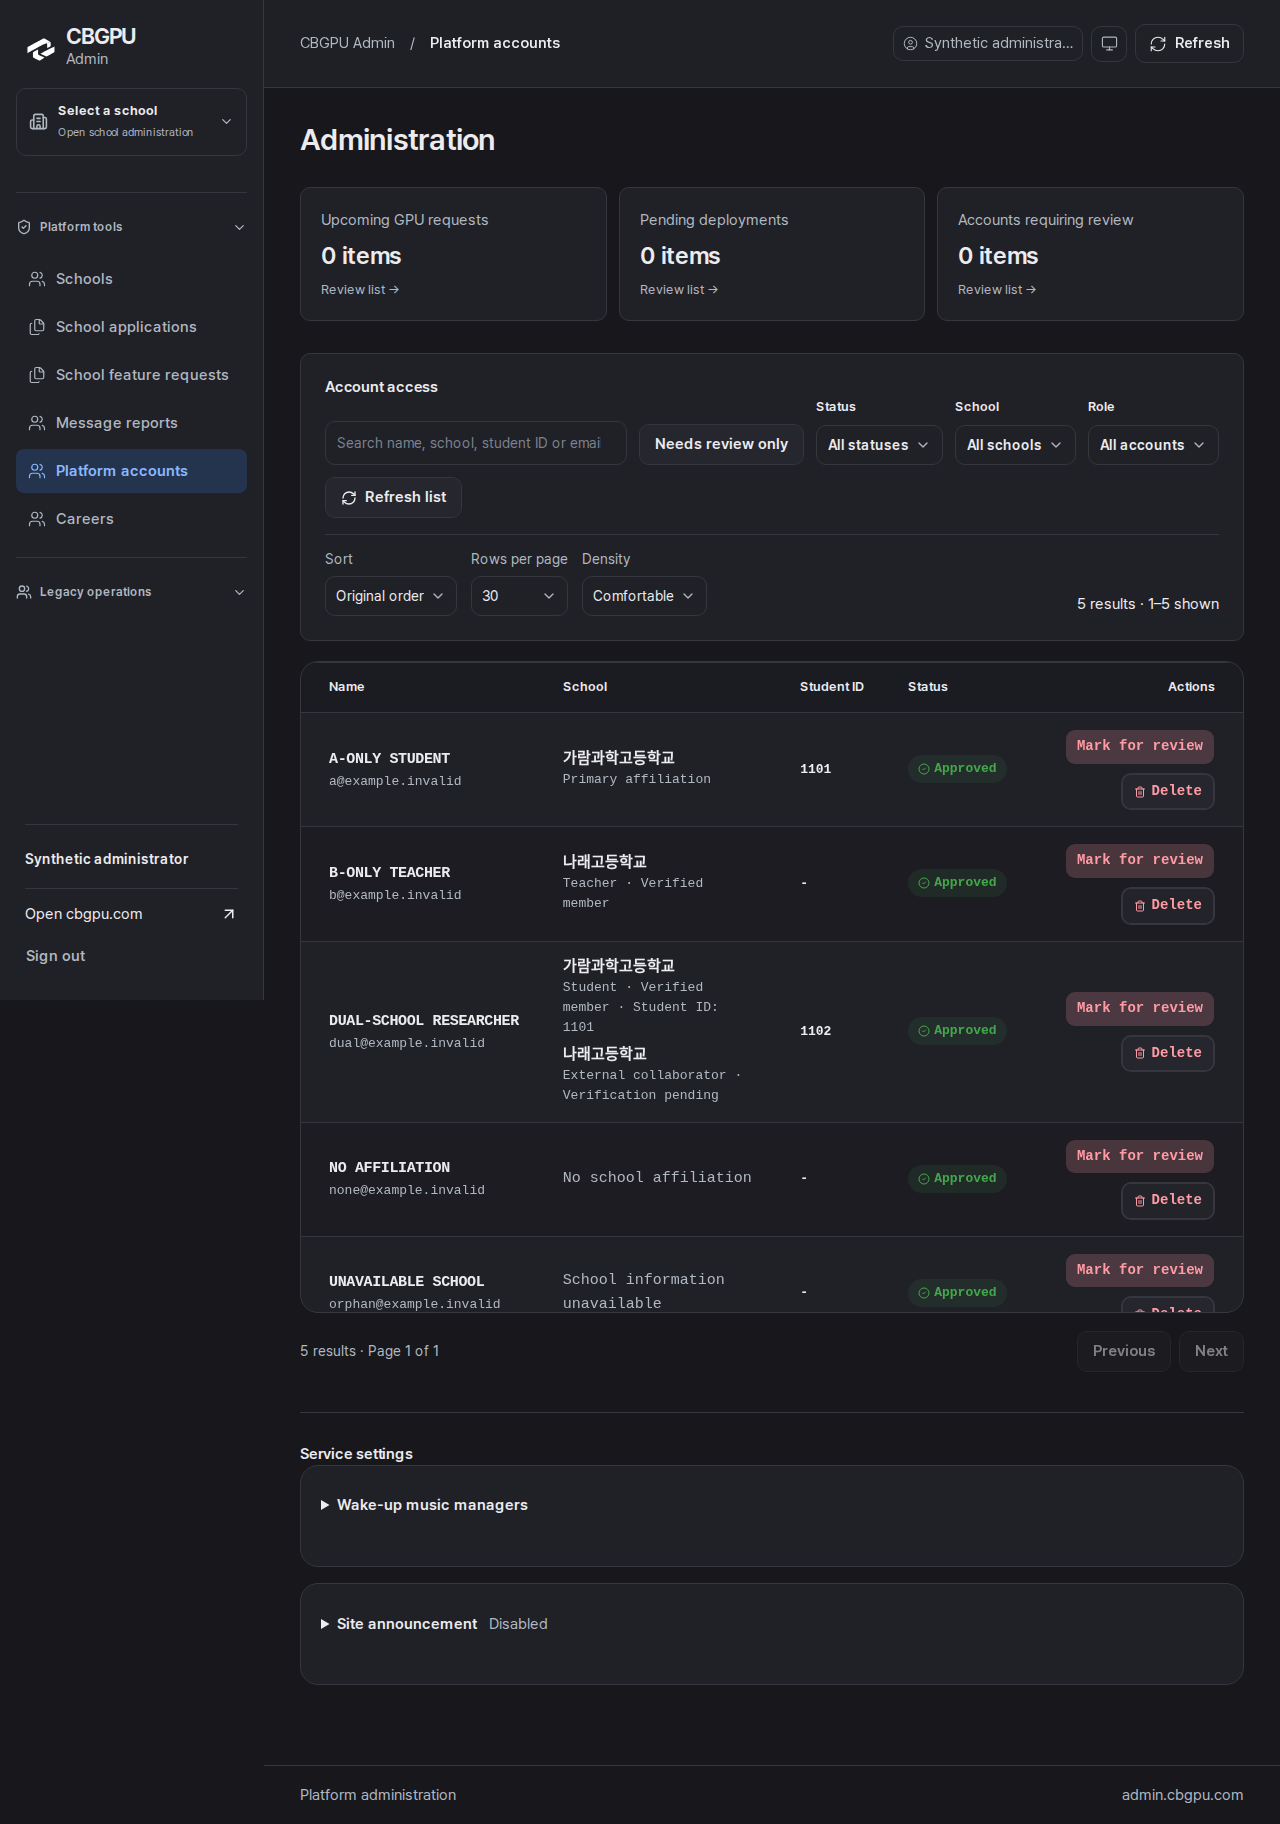 CBGPU
Admin
CBGPU Admin / Platform accounts
Synthetic administra...
Refresh
Select a school
Open school administration
Platform tools
Schools
School applications
School feature requests
Message reports
Platform accounts
Careers
Legacy operations
Synthetic administrator
Open cbgpu.com
Sign out
Administration
Upcoming GPU requests
0 items
Review list →
Pending deployments
0 items
Review list →
Accounts requiring review
0 items
Review list →
Account access
Search name, school, student ID or emai
Needs review only
Status
All statuses
School
All schools
Role
All accounts
Refresh list
Sort
Original order
Rows per page
30
Density
Comfortable
5 results · 1–5 shown
Name School Student ID Status Actions
A-ONLY STUDENT
a@example.invalid
가람과학고등학교
Primary affiliation
1101
Approved
Mark for review
Delete
B-ONLY TEACHER
b@example.invalid
나래고등학교
Teacher · Verified
member
-
Approved
Mark for review
Delete
DUAL-SCHOOL RESEARCHER
dual@example.invalid
가람과학고등학교
Student · Verified
member · Student ID:
1101
나래고등학교
External collaborator ·
Verification pending
1102
Approved
Mark for review
Delete
NO AFFILIATION
none@example.invalid
No school affiliation
-
Approved
Mark for review
Delete
UNAVAILABLE SCHOOL
orphan@example.invalid
School information
unavailable
-
Approved
Mark for review
Delete
5 results · Page 1 of 1
Previous
Next
Service settings
Wake-up music managers
Site announcement Disabled
Platform administration
admin.cbgpu.com